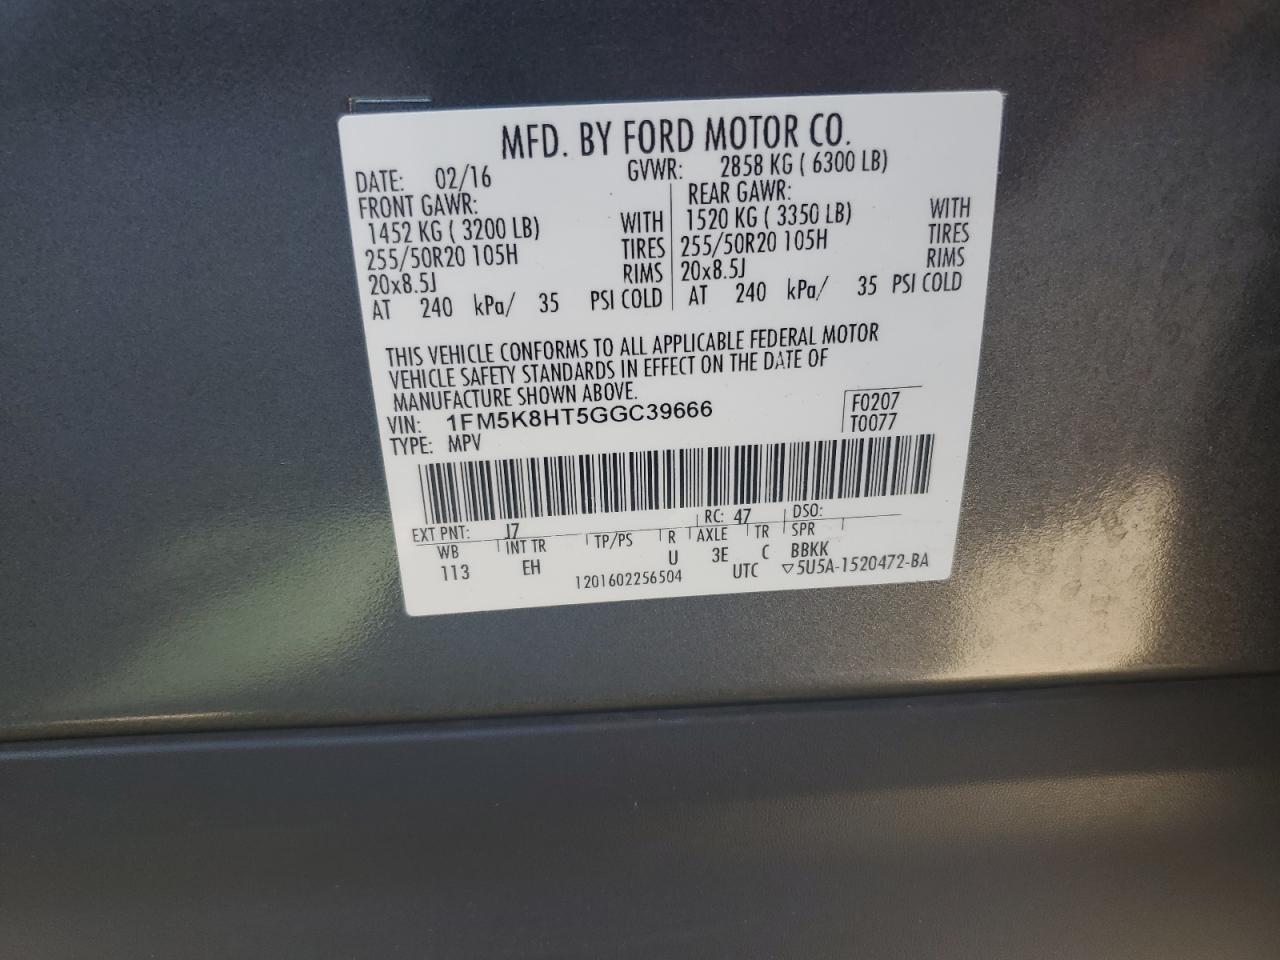 MFD. BY FORD MOTOR CO.
DATE: 02/16 GVWR: 2858 KG ( 6300 LB)
FRONT GAWR: REAR GAWR:
1452 KG ( 3200 LB) WITH 1520 KG ( 3350 LB) WITH
255/50R20 105H TIRES 255/50R20 105H TIRES
20x8.5J RIMS 20x8.5J RIMS
AT 240 kPa/ 35 PSI COLD AT 240 kPa/ 35 PSI COLD
THIS VEHICLE CONFORMS TO ALL APPLICABLE FEDERAL MOTOR
VEHICLE SAFETY STANDARDS IN EFFECT ON THE DATE OF
MANUFACTURE SHOWN ABOVE.
VIN: 1FM5K8HT5GGC39666 F0207
TYPE: MPV T0077
EXT PNT: J7 RC: 47 DSO:
WB INT TR TP/PS R AXLE TR SPR
113 EH U 3E C BBKK
1201602256504 UTC ▽5U5A-1520472-BA